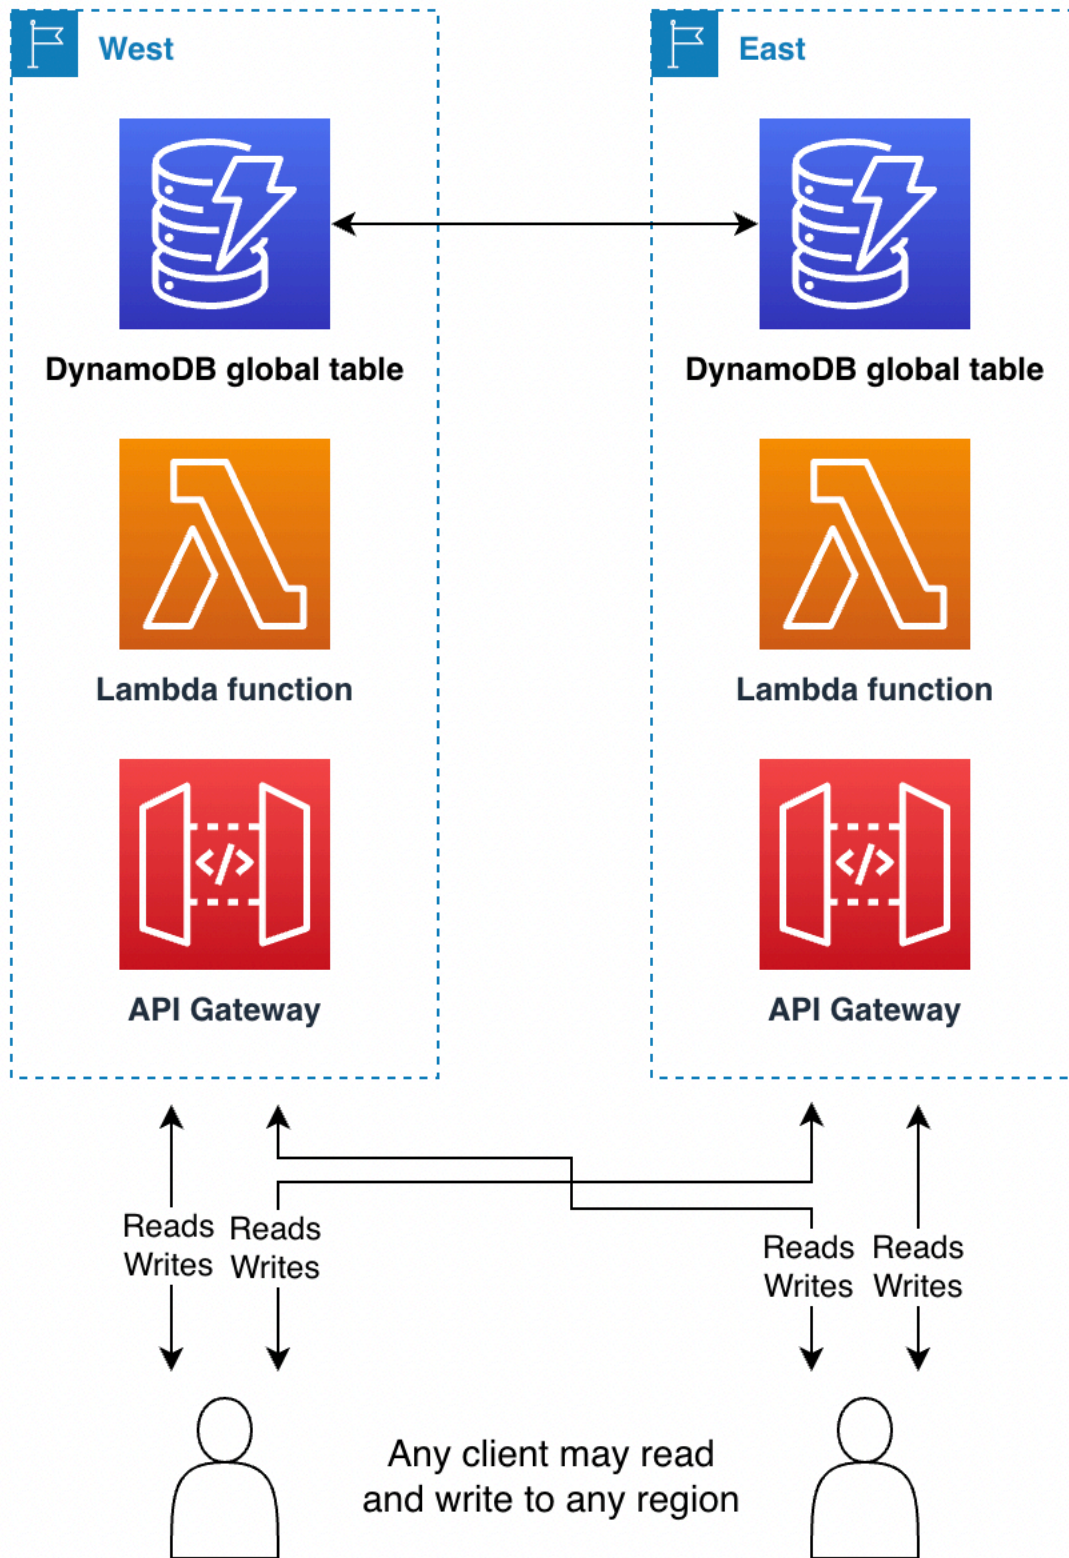 West
East
DynamoDB global table
DynamoDB global table
Lambda function
Lambda function
</>
</>
API Gateway
API Gateway
Reads
Writes
Reads
Writes
Reads
Writes
Reads
Writes
Any client may read
and write to any region